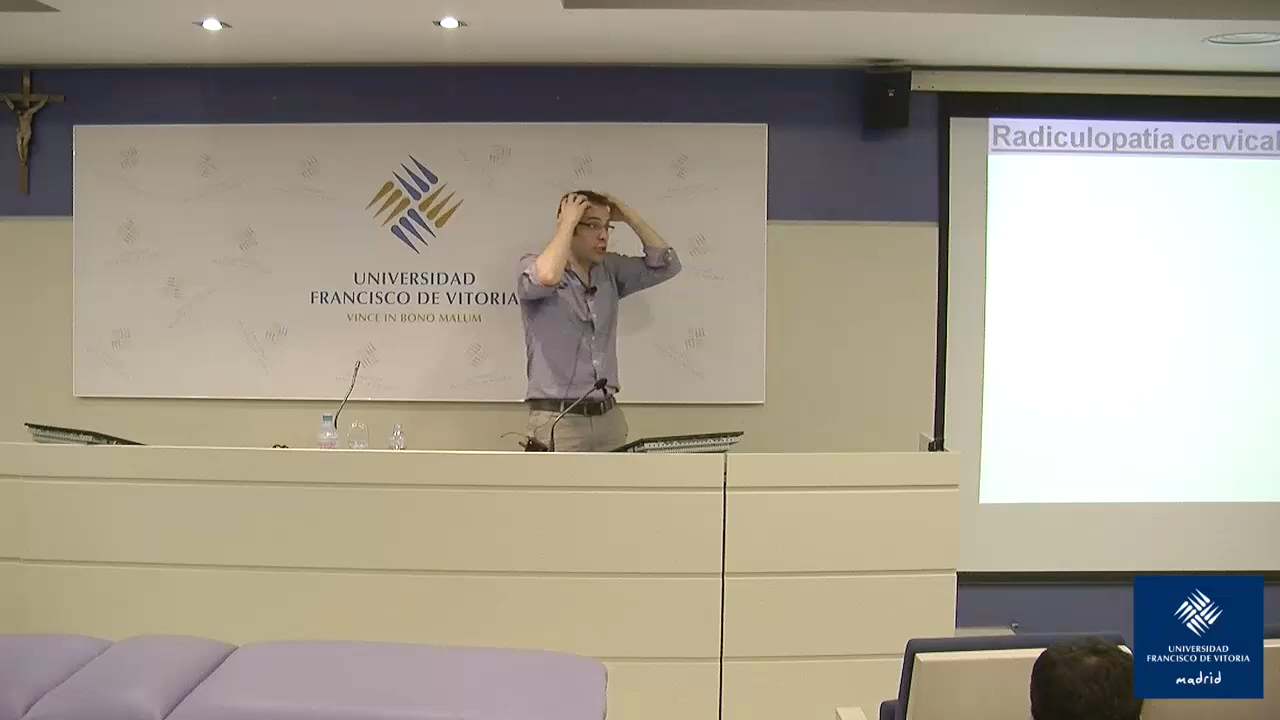 UNIVERSIDAD
FRANCISCO DE VITORIA
VINCE IN BONO MALUM
Radiculopatía cervical
UNIVERSIDAD
FRANCISCO DE VITORIA
madrid